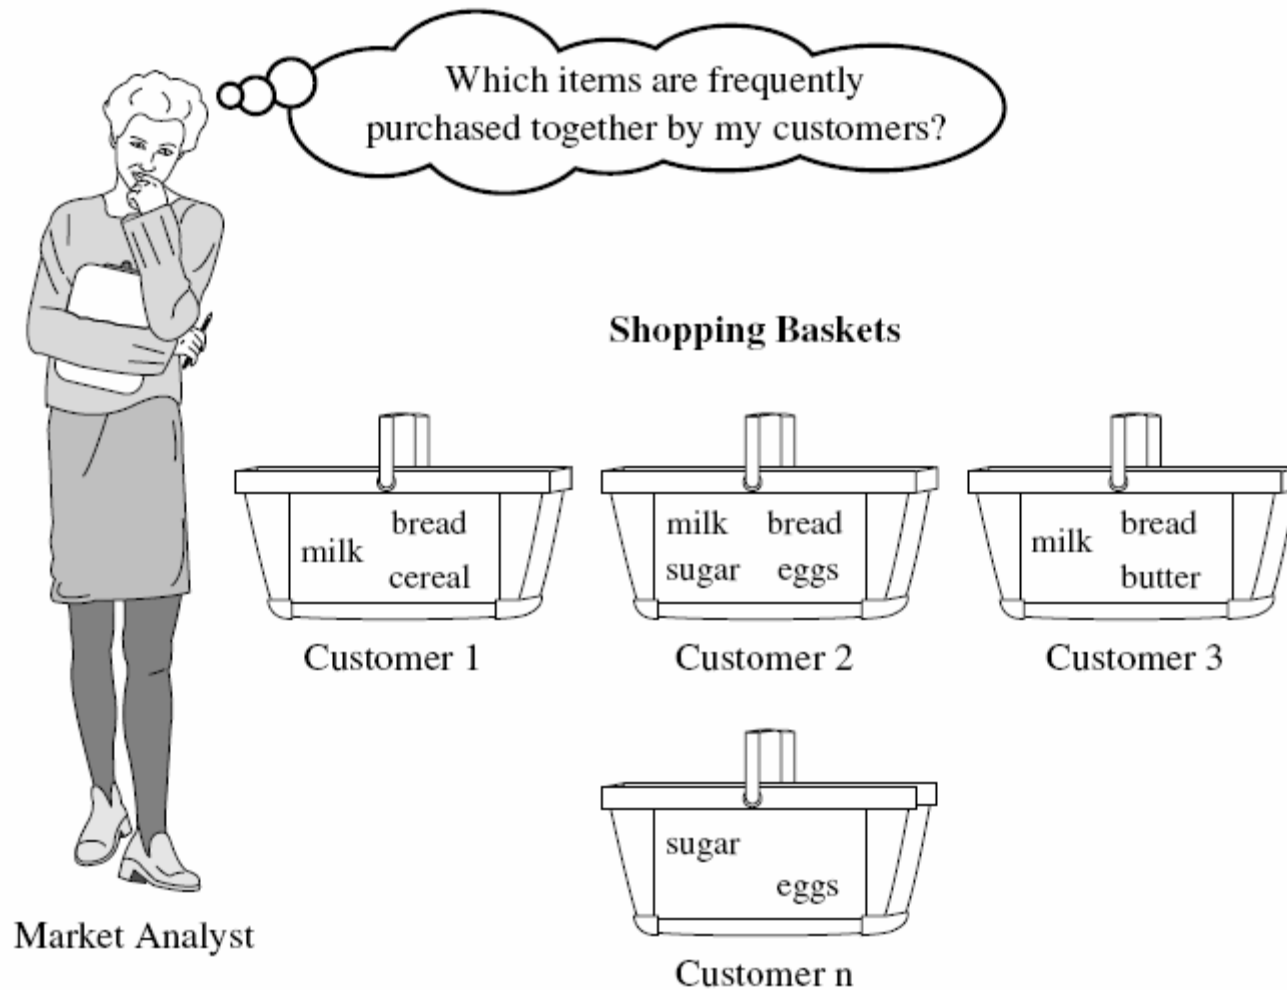 Which items are frequently
purchased together by my customers?
Shopping Baskets
milk bread
cereal
Customer 1
milk bread
sugar eggs
Customer 2
milk bread
butter
Customer 3
sugar
eggs
Customer n
Market Analyst